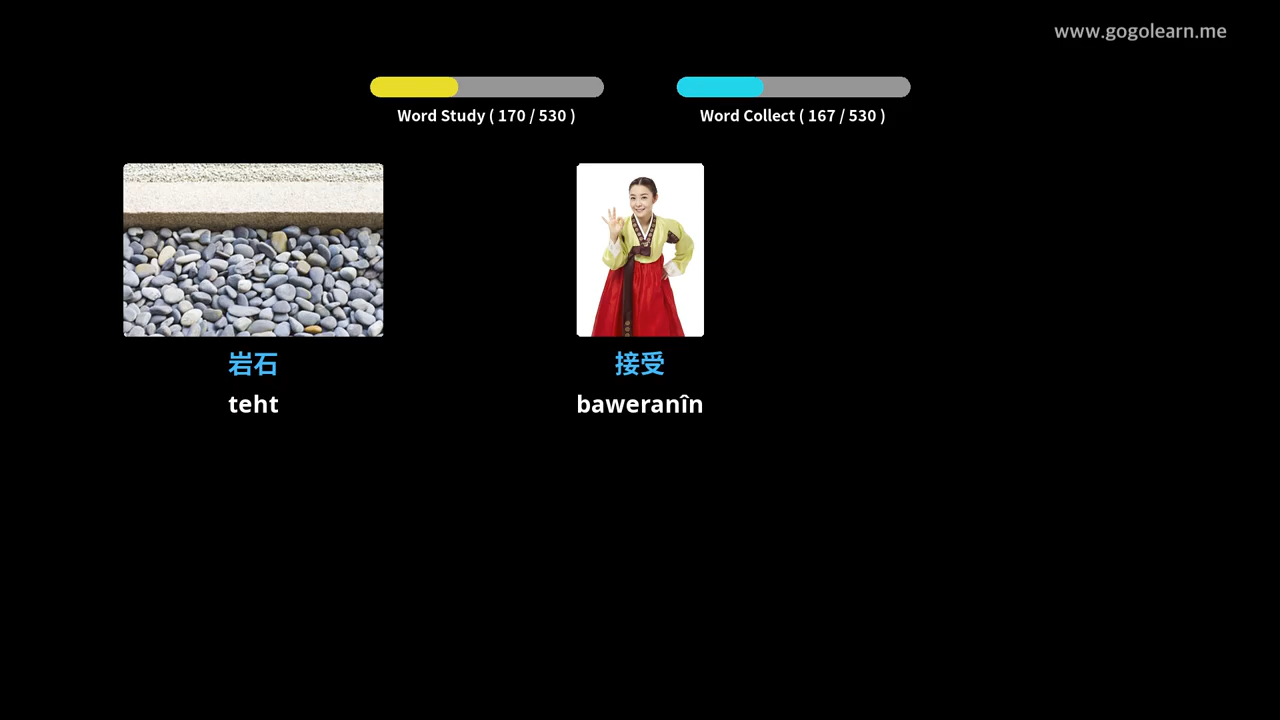 www.gogolearn.me
Word Study ( 170 / 530 )
Word Collect ( 167 / 530 )
岩石
接受
teht
baweranîn